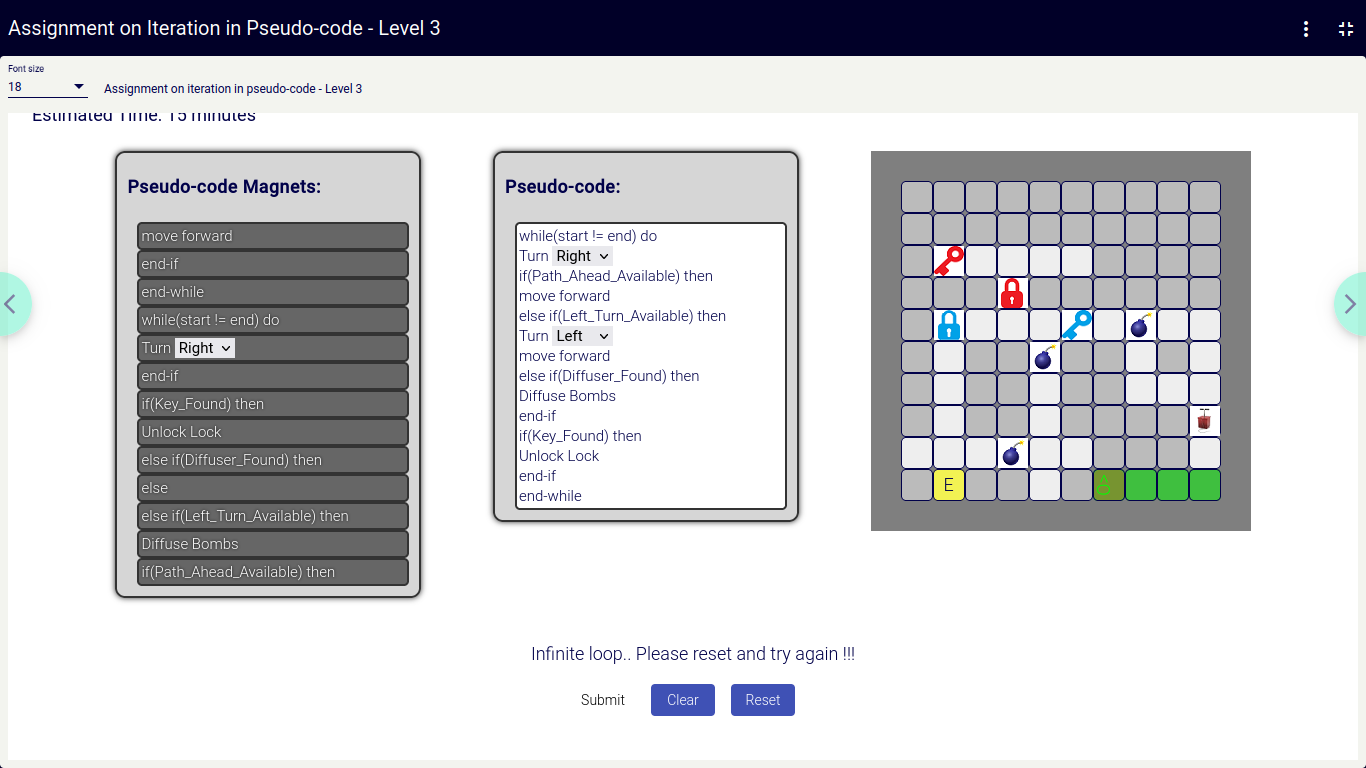 Assignment on Iteration in Pseudo-code - Level 3
Font size
18
Assignment on iteration in pseudo-code - Level 3
Estimated Time: 15 minutes
Pseudo-code Magnets:
move forward
end-if
end-while
while(start != end) do
Turn Right
end-if
if(Key_Found) then
Unlock Lock
else if(Diffuser_Found) then
else
else if(Left_Turn_Available) then
Diffuse Bombs
if(Path_Ahead_Available) then
Pseudo-code:
while(start != end) do
Turn Right
if(Path_Ahead_Available) then
move forward
else if(Left_Turn_Available) then
Turn Left
move forward
else if(Diffuser_Found) then
Diffuse Bombs
end-if
if(Key_Found) then
Unlock Lock
end-if
end-while
E
Infinite loop.. Please reset and try again !!!
Submit
Clear
Reset